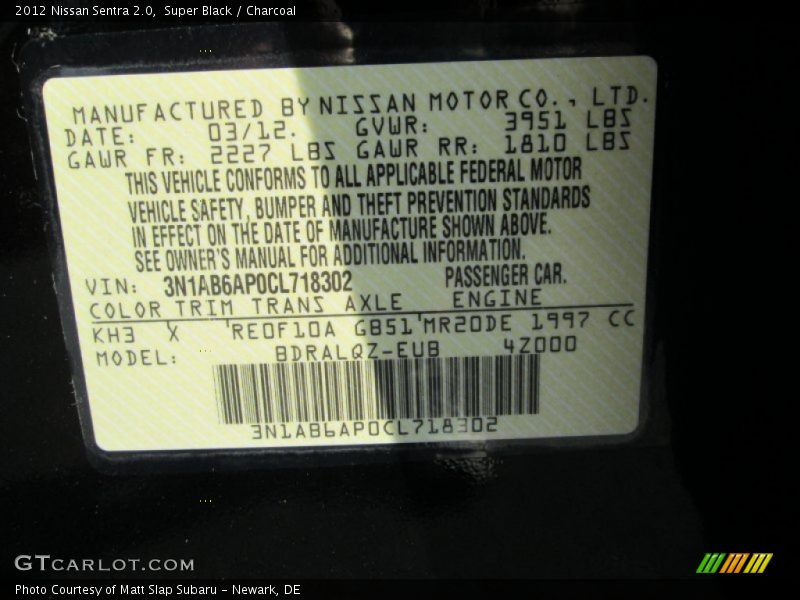 2012 Nissan Sentra 2.0,  Super Black / Charcoal
MANUFACTURED BY NISSAN MOTOR CO., LTD.
DATE: 03/12. GVWR: 3951 LBS
GAWR FR: 2227 LBS GAWR RR: 1810 LBS
THIS VEHICLE CONFORMS TO ALL APPLICABLE FEDERAL MOTOR
VEHICLE SAFETY, BUMPER AND THEFT PREVENTION STANDARDS
IN EFFECT ON THE DATE OF MANUFACTURE SHOWN ABOVE.
SEE OWNER'S MANUAL FOR ADDITIONAL INFORMATION.
VIN: 3N1AB6AP0CL718302 PASSENGER CAR.
COLOR TRIM TRANS AXLE ENGINE
KH3 X RE0F10A GB51 MR20DE 1997 CC
MODEL: BDRALQZ-EUB 4Z000
3N1AB6AP0CL718302
GTCARLOT.COM
Photo Courtesy of Matt Slap Subaru - Newark, DE